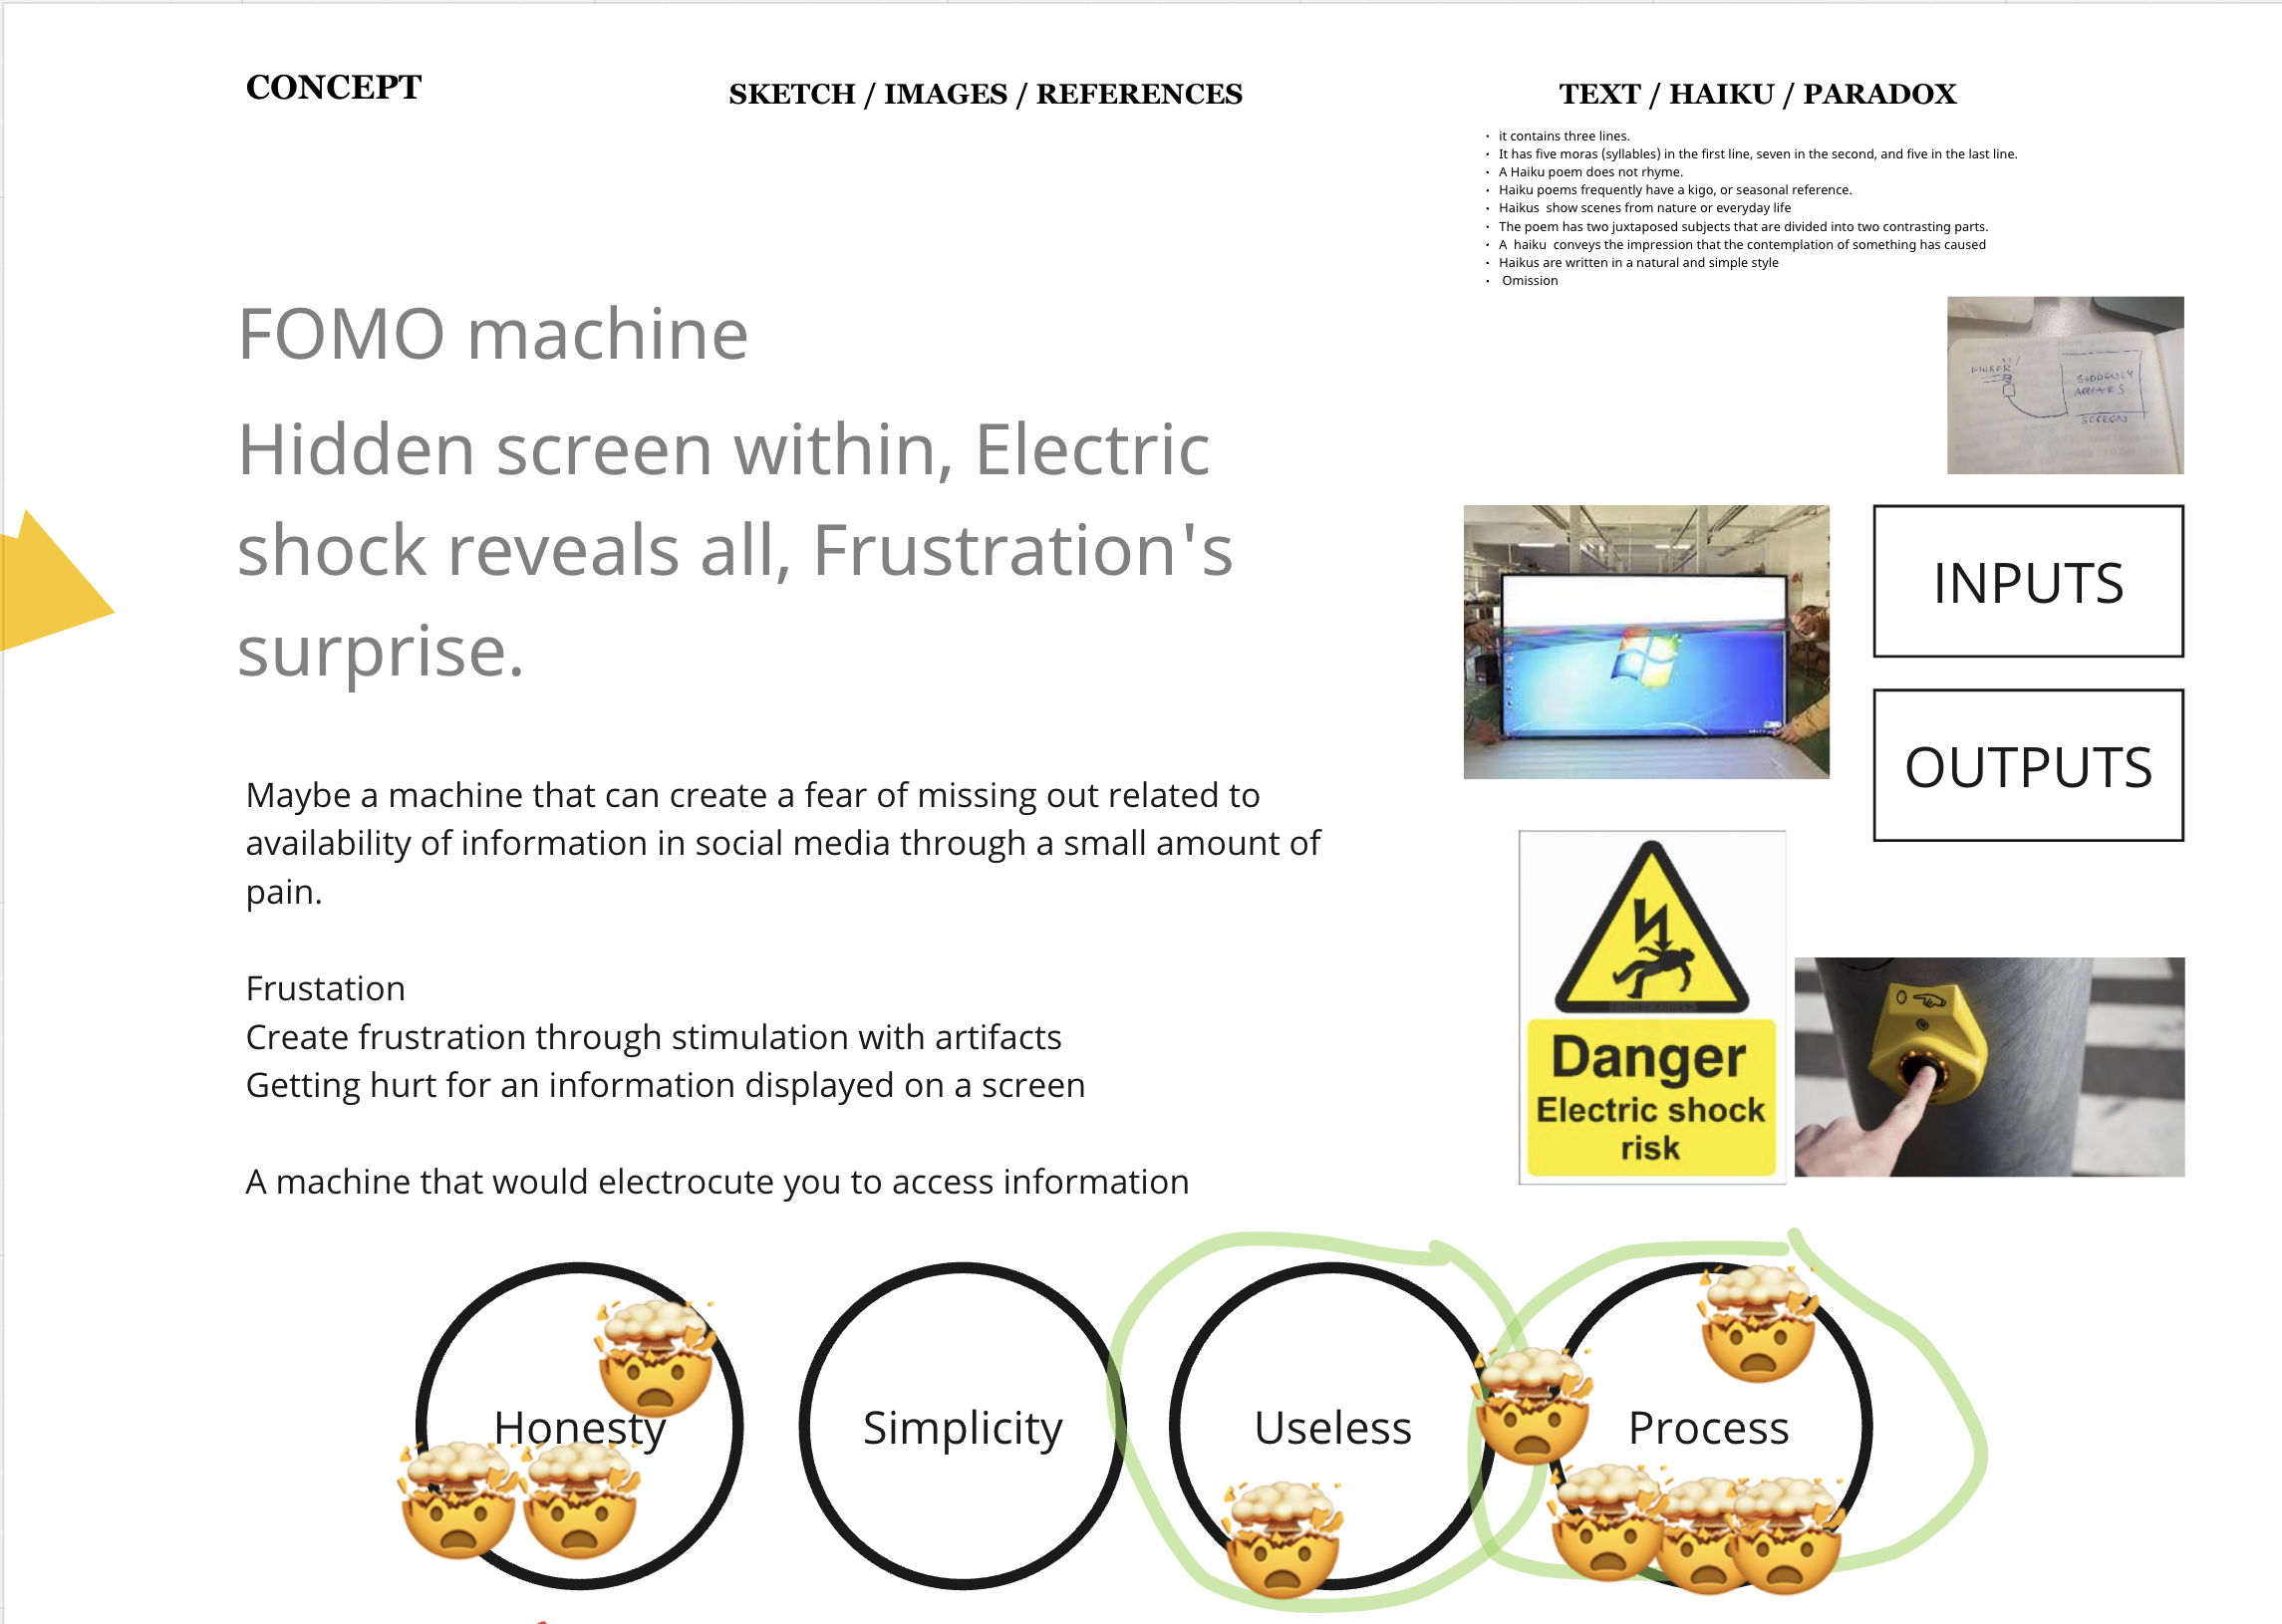 CONCEPT
SKETCH / IMAGES / REFERENCES
TEXT / HAIKU / PARADOX
• it contains three lines.
• It has five moras (syllables) in the first line, seven in the second, and five in the last line.
• A Haiku poem does not rhyme.
• Haiku poems frequently have a kigo, or seasonal reference.
• Haikus  show scenes from nature or everyday life
• The poem has two juxtaposed subjects that are divided into two contrasting parts.
• A  haiku  conveys the impression that the contemplation of something has caused
• Haikus are written in a natural and simple style
•  Omission
FOMO machine
Hidden screen within, Electric
shock reveals all, Frustration's
surprise.
FINGER
SUDDENLY
APPEARS
SCREEN
INPUTS
OUTPUTS
Maybe a machine that can create a fear of missing out related to
availability of information in social media through a small amount of
pain.
Frustation
Create frustration through stimulation with artifacts
Getting hurt for an information displayed on a screen
A machine that would electrocute you to access information
Danger
Electric shock
risk
Honesty
Simplicity
Useless
Process